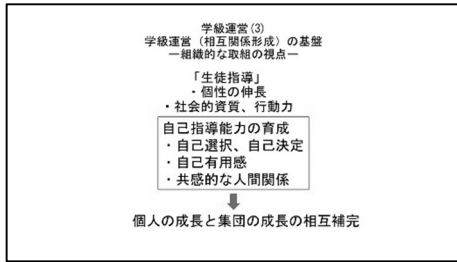 学級運営(3)
学級運営(相互関係形成)の基盤
―組織的な取組の視点―
「生徒指導」
・個性の伸長
・社会的資質、行動力
自己指導能力の育成
・自己選択、自己決定
・自己有用感
・共感的な人間関係
個人の成長と集団の成長の相互補完